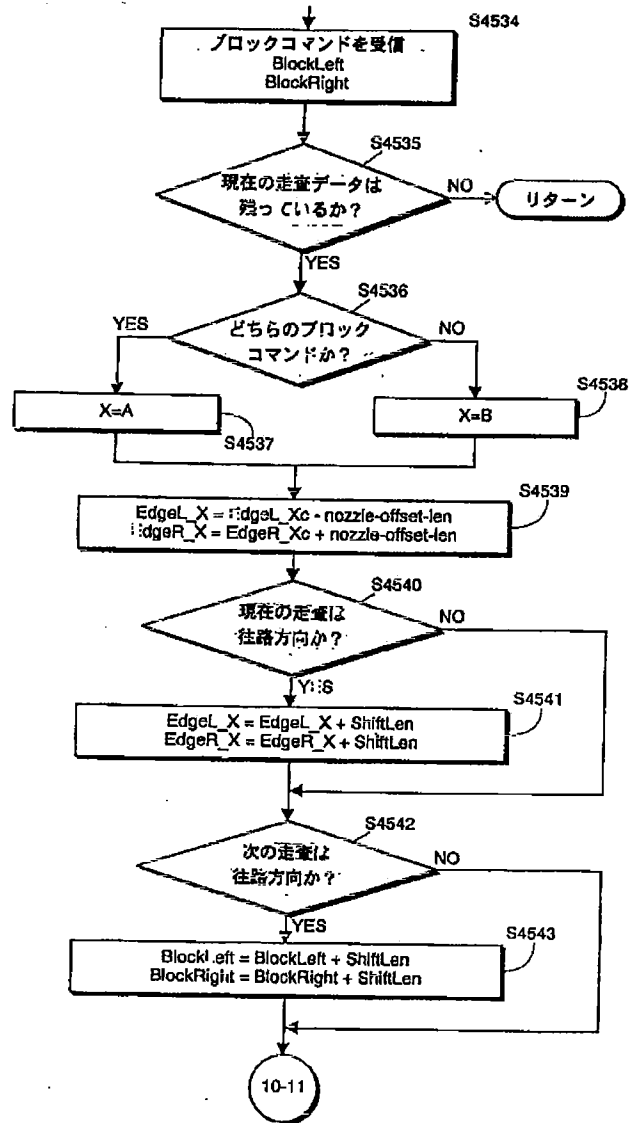 S4534
ブロックコマンドを受信
BlockLeft
BlockRight
S4535
現在の走査データは
残っているか？
NO
リターン
YES
S4536
YES
どちらのブロック
コマンドか？
NO
X=A
S4537
X=B
S4538
EdgeL_X = EdgeL_Xc - nozzle-offset-len
EdgeR_X = EdgeR_Xc + nozzle-offset-len
S4539
S4540
現在の走査は
往路方向か？
NO
YES
EdgeL_X = EdgeL_X + ShiftLen
EdgeR_X = EdgeR_X + ShiftLen
S4541
S4542
次の走査は
往路方向か？
NO
YES
BlockLeft = BlockLeft + ShiftLen
BlockRight = BlockRight + ShiftLen
S4543
10-11